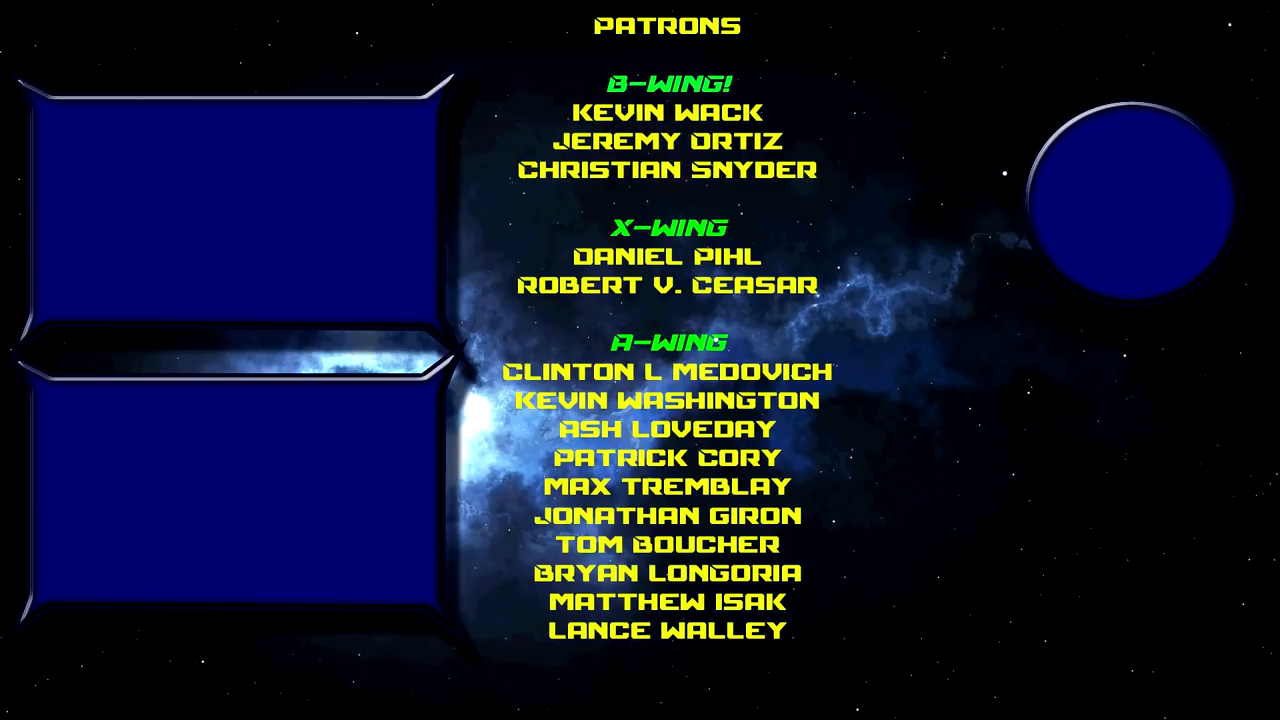 PATRONS
B-WING!
KEVIN WACK
JEREMY ORTIZ
CHRISTIAN SNYDER
X-WING
DANIEL PIHL
ROBERT V. CEASAR
A-WING
CLINTON L MEDOVICH
KEVIN WASHINGTON
ASH LOVEDAY
PATRICK CORY
MAX TREMBLAY
JONATHAN GIRON
TOM BOUCHER
BRYAN LONGORIA
MATTHEW ISAK
LANCE WALLEY